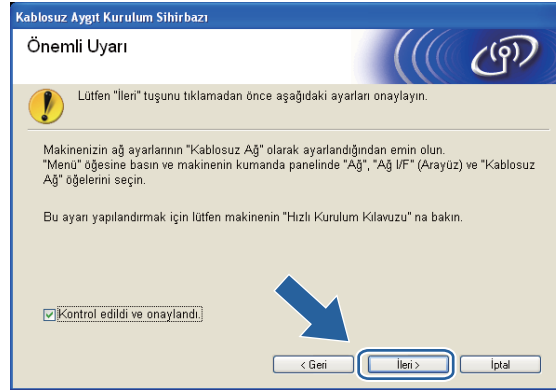 Kablosuz Aygıt Kurulum Sihirbazı
Önemli Uyarı
Lütfen "İleri" tuşunu tıklamadan önce aşağıdaki ayarları onaylayın.
Makinenizin ağ ayarlarının "Kablosuz Ağ" olarak ayarlandığından emin olun.
"Menü" öğesine basın ve makinenin kumanda panelinde "Ağ", "Ağ I/F" (Arayüz) ve "Kablosuz
Ağ" öğelerini seçin.
Bu ayarı yapılandırmak için lütfen makinenin "Hızlı Kurulum Kılavuzu" na bakın.
Kontrol edildi ve onaylandı.
< Geri
İleri >
İptal